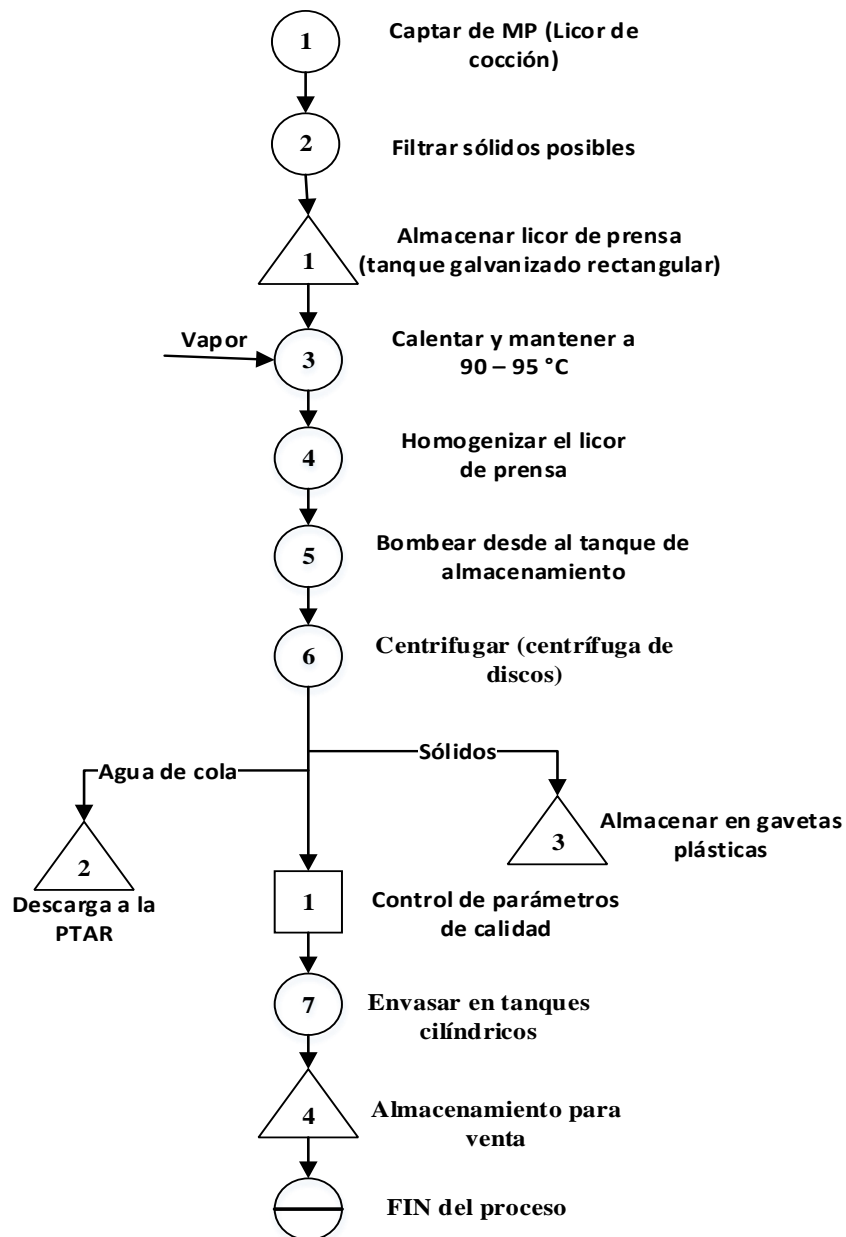 1
Captar de MP (Licor de
cocción)
2
Filtrar sólidos posibles
1
Almacenar licor de prensa
(tanque galvanizado rectangular)
Vapor
3
Calentar y mantener a
90 – 95 °C
4
Homogenizar el licor
de prensa
5
Bombear desde al tanque de
almacenamiento
6
Centrifugar (centrífuga de
discos)
Agua de cola
Sólidos
2
Descarga a la
PTAR
3
Almacenar en gavetas
plásticas
1
Control de parámetros
de calidad
7
Envasar en tanques
cilíndricos
4
Almacenamiento para
venta
FIN del proceso